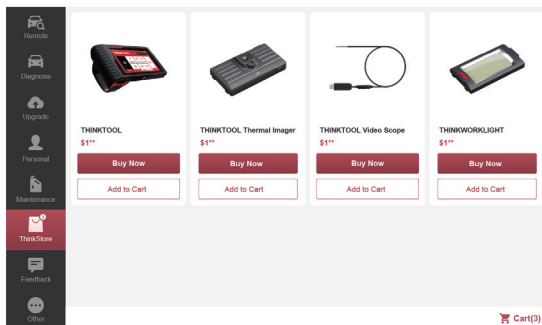 Remote
Diagnosis
Upgrade
Personal
Maintenance
ThinkStore
Feedback
Other
THINKTOOL
$1**
Buy Now
Add to Cart
THINKTOOL Thermal Imager
$1**
Buy Now
Add to Cart
THINKTOOL Video Scope
$1**
Buy Now
Add to Cart
THINKWORKLIGHT
$1**
Buy Now
Add to Cart
Cart(3)